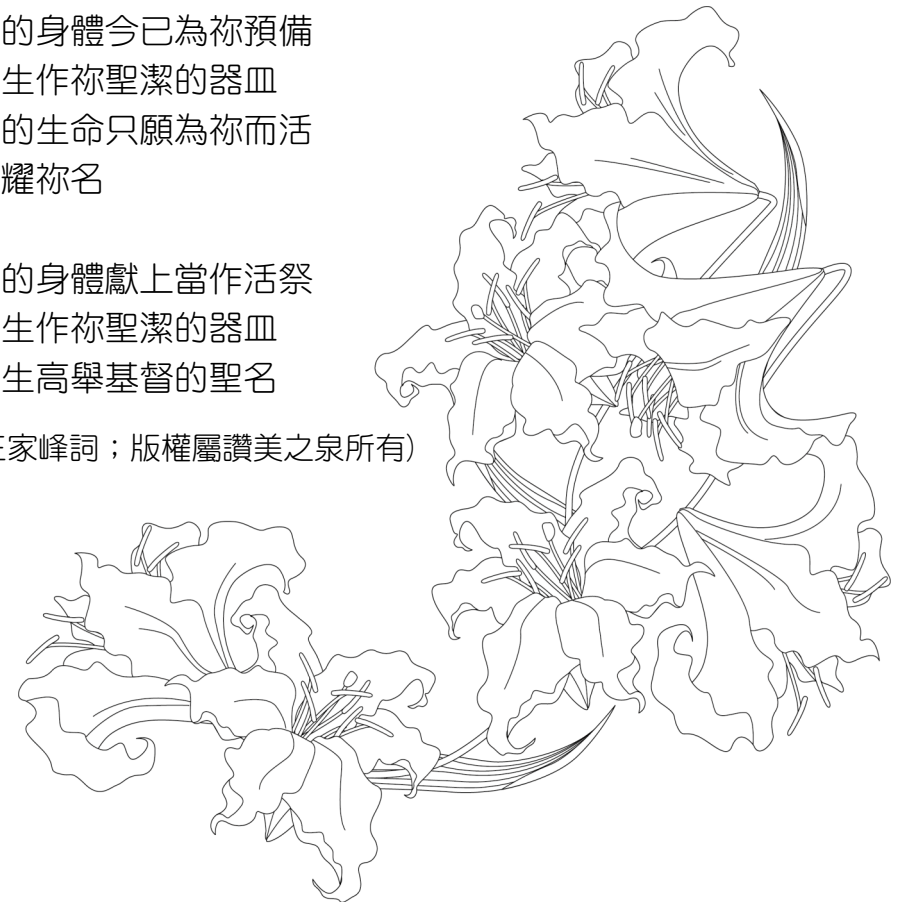 的身體今已為祢預備
生作祢聖潔的器皿
的生命只願為祢而活
耀祢名
的身體獻上當作活祭
生作祢聖潔的器皿
生高舉基督的聖名
家峰詞；版權屬讚美之泉所有）